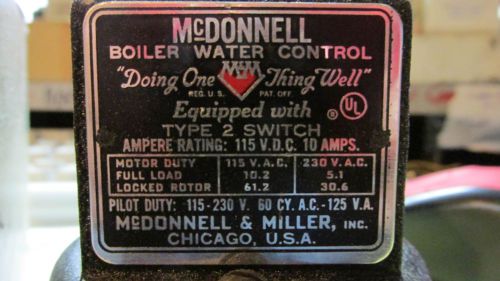 McDONNELL
BOILER WATER CONTROL
"Doing One M&M Thing Well"
REG. U.S. PAT. OFF.
Equipped with ® UL
TYPE 2 SWITCH
AMPERE RATING: 115 V.D.C. 10 AMPS.
MOTOR DUTY 115 V.A.C. 230 V.A.C.
FULL LOAD 10.2 5.1
LOCKED ROTOR 61.2 30.6
PILOT DUTY: 115-230 V. 60 CY. A.C.-125 V.A.
McDONNELL & MILLER, INC.
CHICAGO, U.S.A.